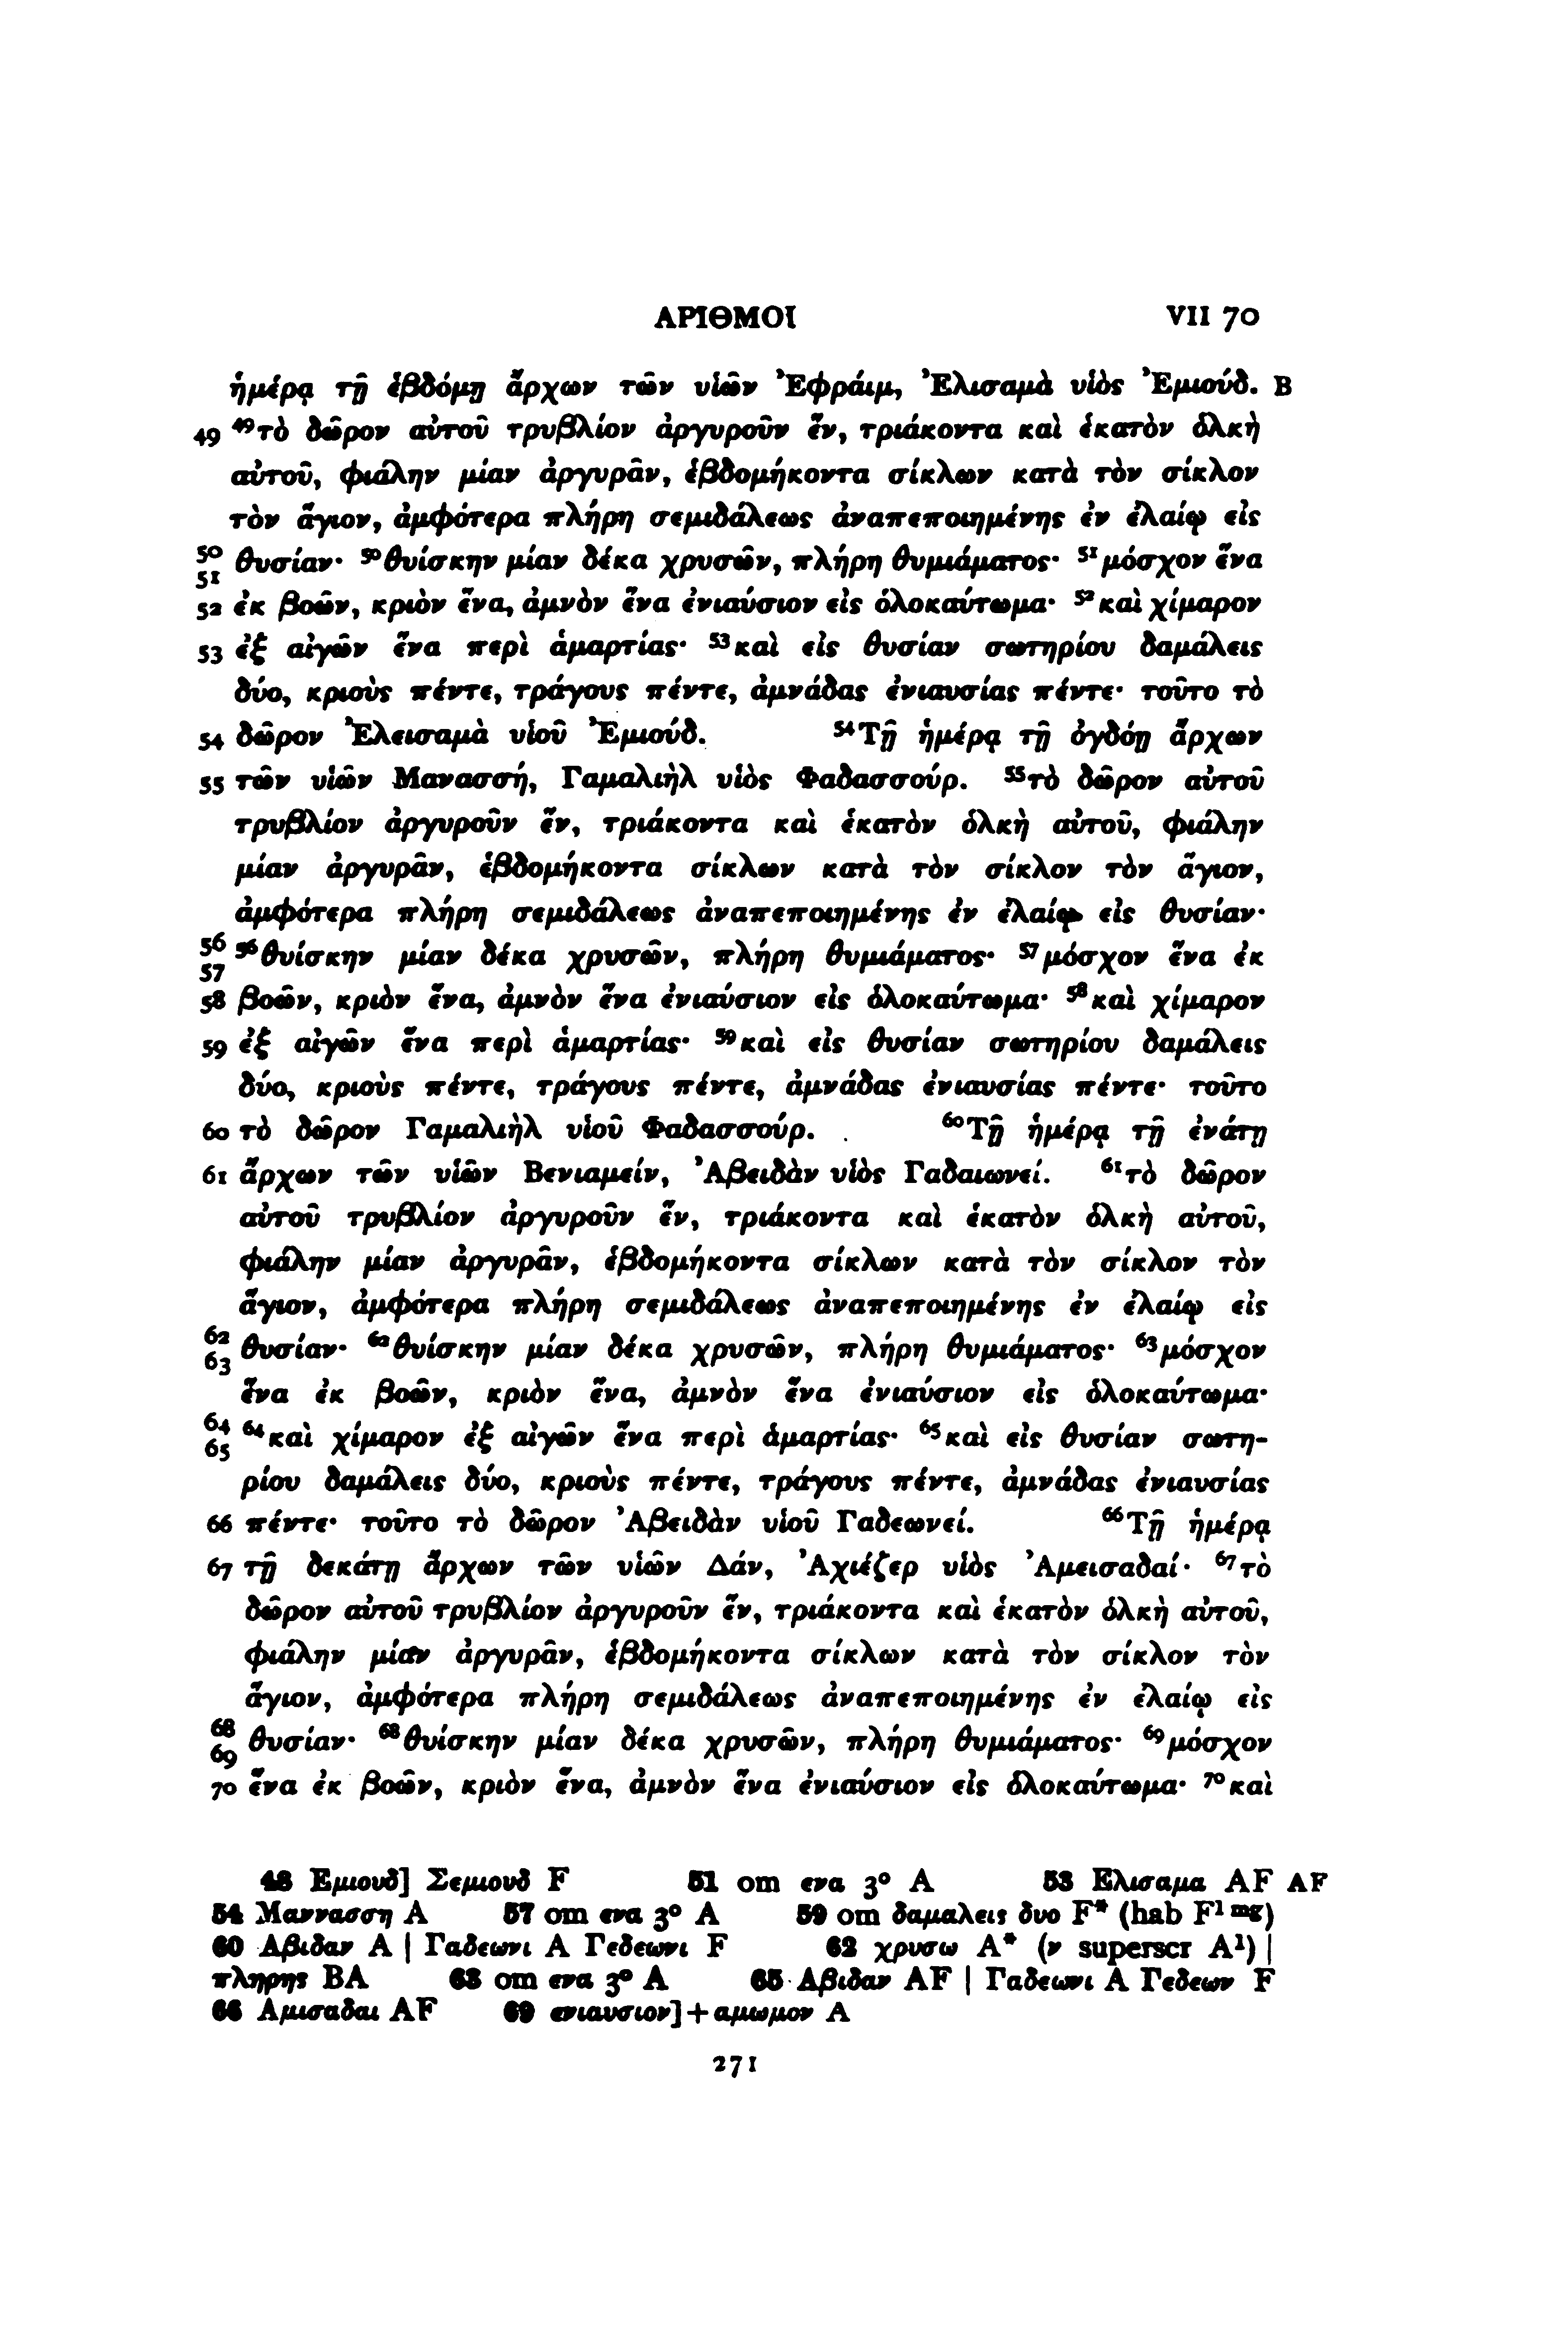 ΑΡΙΘΜΟΙ VII 70
ἡμέρᾳ τῇ ἑβδόμῃ ἄρχων τῶν υἱῶν Ἐφράιμ, Ἐλισαμὰ υἱὸς Ἐμιούδ. B
49 ⁴⁹τὸ δῶρον αὐτοῦ τρυβλίον ἀργυροῦν ἕν, τριάκοντα καὶ ἑκατὸν ὁλκὴ
αὐτοῦ, φιάλην μίαν ἀργυρᾶν, ἑβδομήκοντα σίκλων κατὰ τὸν σίκλον
τὸν ἅγιον, ἀμφότερα πλήρη σεμιδάλεως ἀναπεποιημένης ἐν ἐλαίῳ εἰς
50 51 θυσίαν· ⁵⁰θυίσκην μίαν δέκα χρυσῶν, πλήρη θυμιάματος· ⁵¹μόσχον ἕνα
52 ἐκ βοῶν, κριὸν ἕνα, ἀμνὸν ἕνα ἐνιαύσιον εἰς ὁλοκαύτωμα· ⁵²καὶ χίμαρον
53 ἐξ αἰγῶν ἕνα περὶ ἁμαρτίας· ⁵³καὶ εἰς θυσίαν σωτηρίου δαμάλεις
δύο, κριοὺς πέντε, τράγους πέντε, ἀμνάδας ἐνιαυσίας πέντε· τοῦτο τὸ
54 δῶρον Ἐλεισαμὰ υἱοῦ Ἐμιούδ. ⁵⁴Τῇ ἡμέρᾳ τῇ ὀγδόῃ ἄρχων
55 τῶν υἱῶν Μανασσή, Γαμαλιὴλ υἱὸς Φαδασσούρ. ⁵⁵τὸ δῶρον αὐτοῦ
τρυβλίον ἀργυροῦν ἕν, τριάκοντα καὶ ἑκατὸν ὁλκὴ αὐτοῦ, φιάλην
μίαν ἀργυρᾶν, ἑβδομήκοντα σίκλων κατὰ τὸν σίκλον τὸν ἅγιον,
ἀμφότερα πλήρη σεμιδάλεως ἀναπεποιημένης ἐν ἐλαίῳ εἰς θυσίαν·
56 57 ⁵⁶θυίσκην μίαν δέκα χρυσῶν, πλήρη θυμιάματος· ⁵⁷μόσχον ἕνα ἐκ
58 βοῶν, κριὸν ἕνα, ἀμνὸν ἕνα ἐνιαύσιον εἰς ὁλοκαύτωμα· ⁵⁸καὶ χίμαρον
59 ἐξ αἰγῶν ἕνα περὶ ἁμαρτίας· ⁵⁹καὶ εἰς θυσίαν σωτηρίου δαμάλεις
δύο, κριοὺς πέντε, τράγους πέντε, ἀμνάδας ἐνιαυσίας πέντε· τοῦτο
60 τὸ δῶρον Γαμαλιὴλ υἱοῦ Φαδασσούρ. ⁶⁰Τῇ ἡμέρᾳ τῇ ἐνάτῃ
61 ἄρχων τῶν υἱῶν Βενιαμείν, Ἀβειδὰν υἱὸς Γαδαιωνεί. ⁶¹τὸ δῶρον
αὐτοῦ τρυβλίον ἀργυροῦν ἕν, τριάκοντα καὶ ἑκατὸν ὁλκὴ αὐτοῦ,
φιάλην μίαν ἀργυρᾶν, ἑβδομήκοντα σίκλων κατὰ τὸν σίκλον τὸν
ἅγιον, ἀμφότερα πλήρη σεμιδάλεως ἀναπεποιημένης ἐν ἐλαίῳ εἰς
62 63 θυσίαν· ⁶²θυίσκην μίαν δέκα χρυσῶν, πλήρη θυμιάματος· ⁶³μόσχον
ἕνα ἐκ βοῶν, κριὸν ἕνα, ἀμνὸν ἕνα ἐνιαύσιον εἰς ὁλοκαύτωμα·
64 65 ⁶⁴καὶ χίμαρον ἐξ αἰγῶν ἕνα περὶ ἁμαρτίας· ⁶⁵καὶ εἰς θυσίαν σωτη-
ρίου δαμάλεις δύο, κριοὺς πέντε, τράγους πέντε, ἀμνάδας ἐνιαυσίας
66 πέντε· τοῦτο τὸ δῶρον Ἀβειδὰν υἱοῦ Γαδεωνεί. ⁶⁶Τῇ ἡμέρᾳ
67 τῇ δεκάτῃ ἄρχων τῶν υἱῶν Δάν, Ἀχιέζερ υἱὸς Ἀμεισαδαί· ⁶⁷τὸ
δῶρον αὐτοῦ τρυβλίον ἀργυροῦν ἕν, τριάκοντα καὶ ἑκατὸν ὁλκὴ αὐτοῦ,
φιάλην μίαν ἀργυρᾶν, ἑβδομήκοντα σίκλων κατὰ τὸν σίκλον τὸν
ἅγιον, ἀμφότερα πλήρη σεμιδάλεως ἀναπεποιημένης ἐν ἐλαίῳ εἰς
68 69 θυσίαν· ⁶⁸θυίσκην μίαν δέκα χρυσῶν, πλήρη θυμιάματος· ⁶⁹μόσχον
70 ἕνα ἐκ βοῶν, κριὸν ἕνα, ἀμνὸν ἕνα ἐνιαύσιον εἰς ὁλοκαύτωμα· ⁷⁰καὶ
48 Εμιουδ] Σεμιουδ F 51 om ενα 3° A 53 Ελισαμα AF AF
54 Μαννασση A 57 om ενα 3° A 59 om δαμαλεις δυο F* (hab F¹ ᵐᵍ)
60 Αβιδαν A | Γαδεωνι A Γεδεωνι F 62 χρυσω A* (ν superscr A¹) |
πληρης BA 63 om ενα 3° A 65 Αβιδαν AF | Γαδεωνι A Γεδεων F
66 Αμισαδαι AF 69 ενιαυσιον]+αμωμον A
271